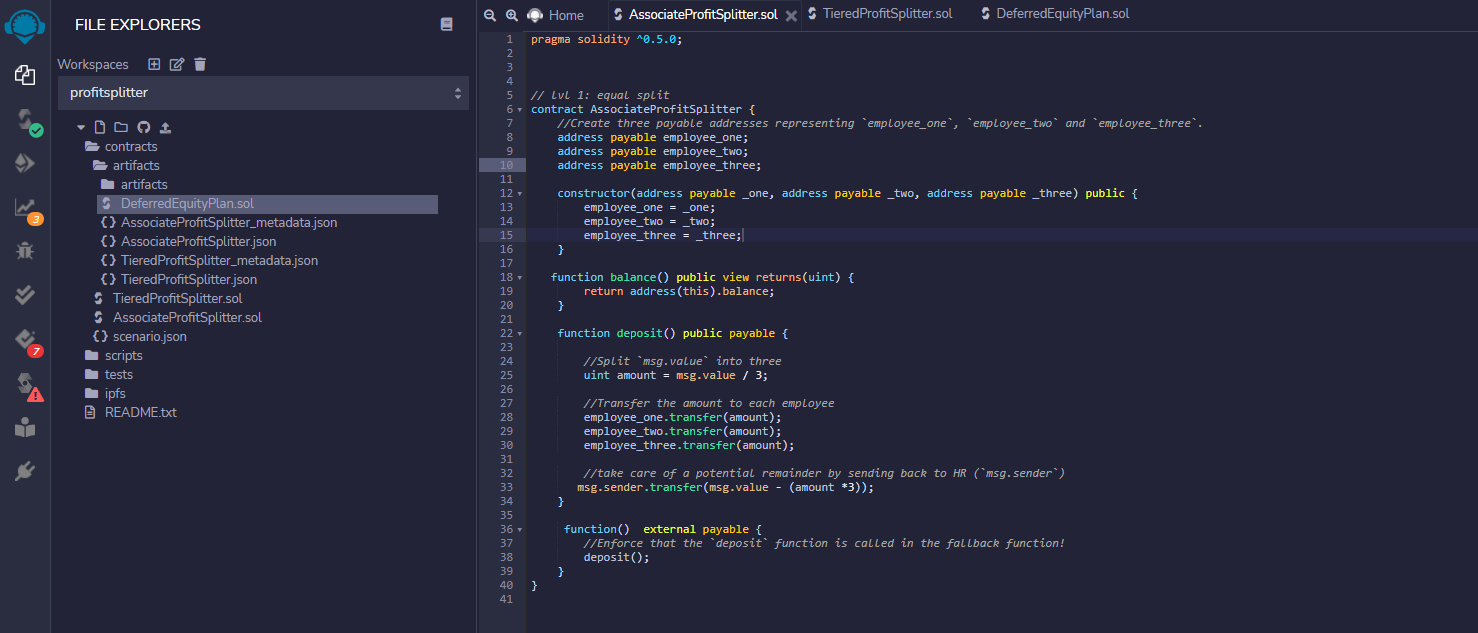 FILE EXPLORERS
Workspaces
profitsplitter
contracts
artifacts
artifacts
DeferredEquityPlan.sol
{} AssociateProfitSplitter_metadata.json
{} AssociateProfitSplitter.json
{} TieredProfitSplitter_metadata.json
{} TieredProfitSplitter.json
TieredProfitSplitter.sol
AssociateProfitSplitter.sol
{} scenario.json
scripts
tests
ipfs
README.txt
3
7
Home
AssociateProfitSplitter.sol
TieredProfitSplitter.sol
DeferredEquityPlan.sol
1 pragma solidity ^0.5.0;
2
3
4
5 // lvl 1: equal split
6 contract AssociateProfitSplitter {
7 //Create three payable addresses representing `employee_one`, `employee_two` and `employee_three`.
8 address payable employee_one;
9 address payable employee_two;
10 address payable employee_three;
11
12 constructor(address payable _one, address payable _two, address payable _three) public {
13 employee_one = _one;
14 employee_two = _two;
15 employee_three = _three;
16 }
17
18 function balance() public view returns(uint) {
19 return address(this).balance;
20 }
21
22 function deposit() public payable {
23
24 //Split `msg.value` into three
25 uint amount = msg.value / 3;
26
27 //Transfer the amount to each employee
28 employee_one.transfer(amount);
29 employee_two.transfer(amount);
30 employee_three.transfer(amount);
31
32 //take care of a potential remainder by sending back to HR (`msg.sender`)
33 msg.sender.transfer(msg.value - (amount *3));
34 }
35
36 function() external payable {
37 //Enforce that the `deposit` function is called in the fallback function!
38 deposit();
39 }
40 }
41